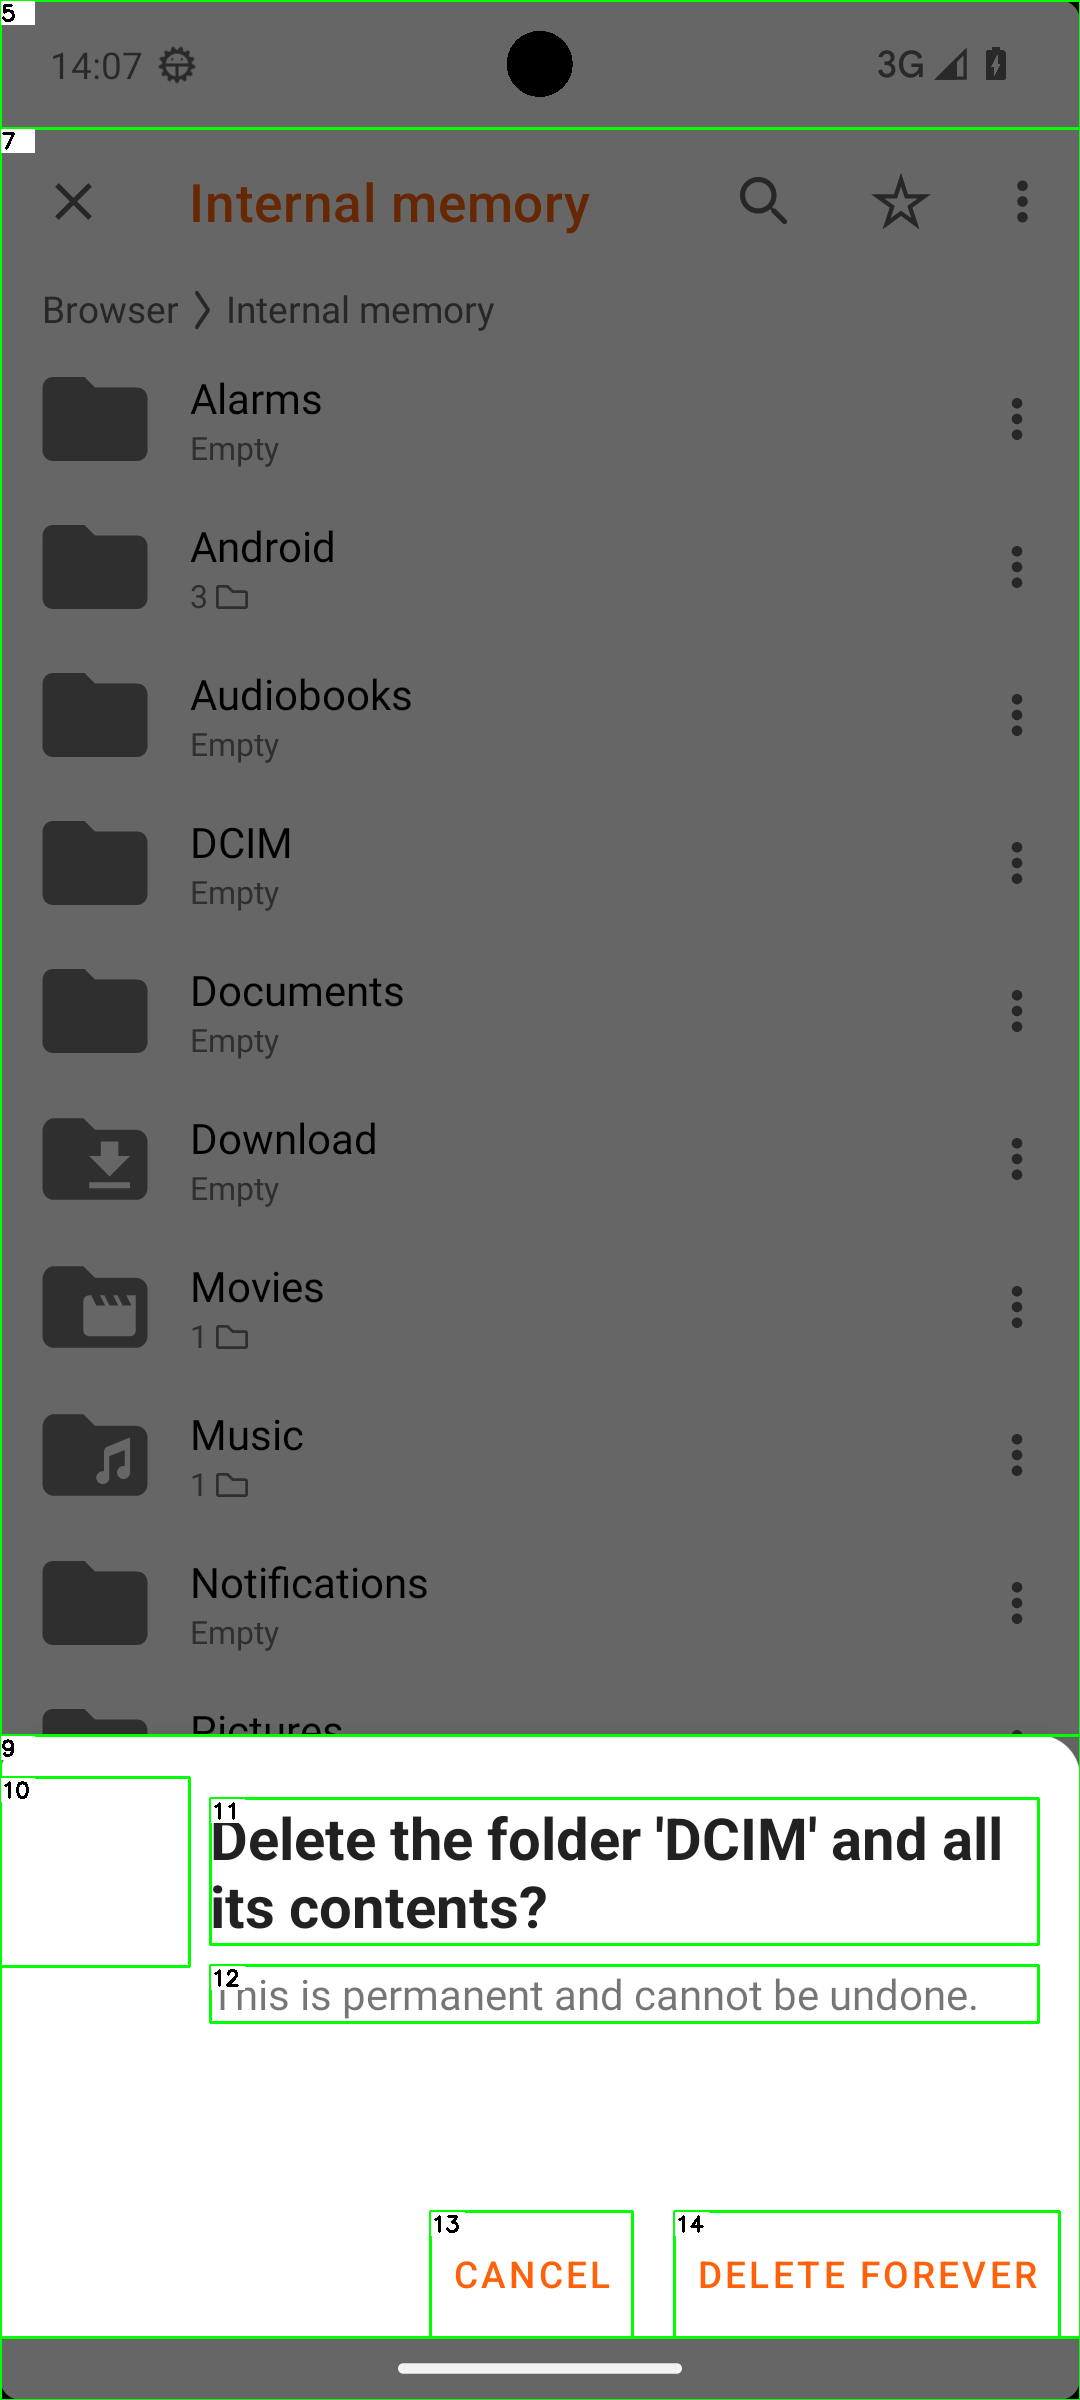 5
14:07
3G
7
Internal memory
Browser
Internal memory
Alarms
Empty
Android
3
Audiobooks
Empty
DCIM
Empty
Documents
Empty
Download
Empty
Movies
1
Music
1
Notifications
Empty
Pictures
9
10
11
Delete the folder 'DCIM' and all
its contents?
12
This is permanent and cannot be undone.
13
14
CANCEL
DELETE FOREVER